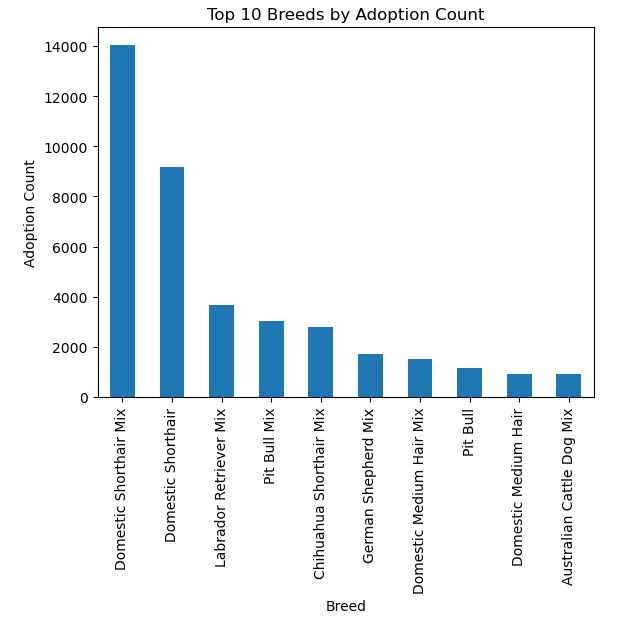 Top 10 Breeds by Adoption Count
14000
12000
10000
8000
6000
4000
2000
0
Adoption Count
Domestic Shorthair Mix
Domestic Shorthair
Labrador Retriever Mix
Pit Bull Mix
Chihuahua Shorthair Mix
German Shepherd Mix
Domestic Medium Hair Mix
Pit Bull
Domestic Medium Hair
Australian Cattle Dog Mix
Breed